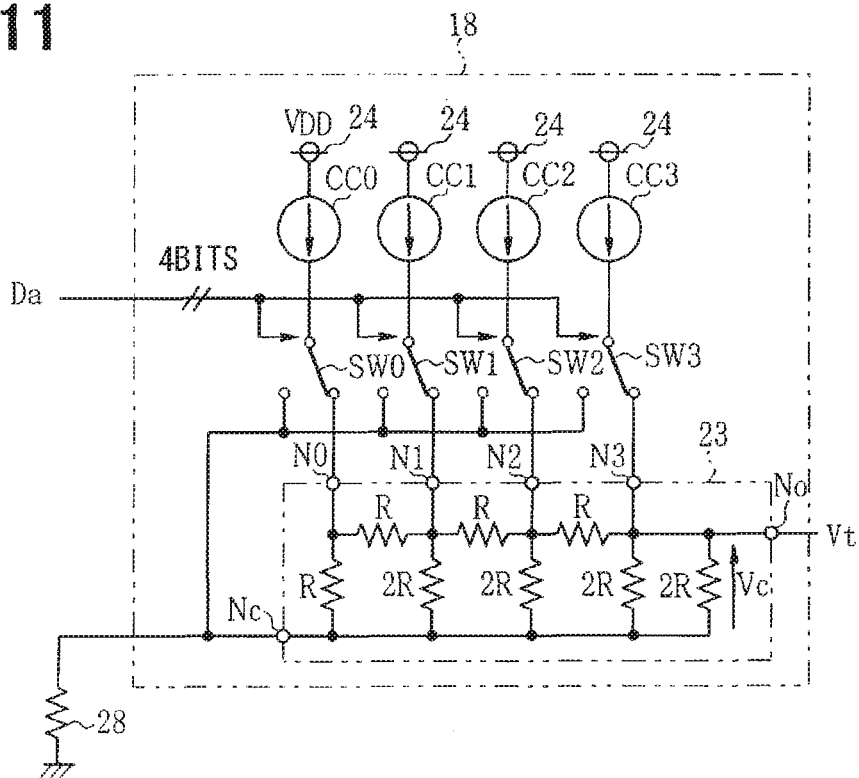 11
18
VDD 24 24 24 24
CC0 CC1 CC2 CC3
4BITS
Da
SW0 SW1 SW2 SW3
N0 N1 N2 N3 23
No
R R R
Vt
R 2R 2R 2R 2R Vc
Nc
28